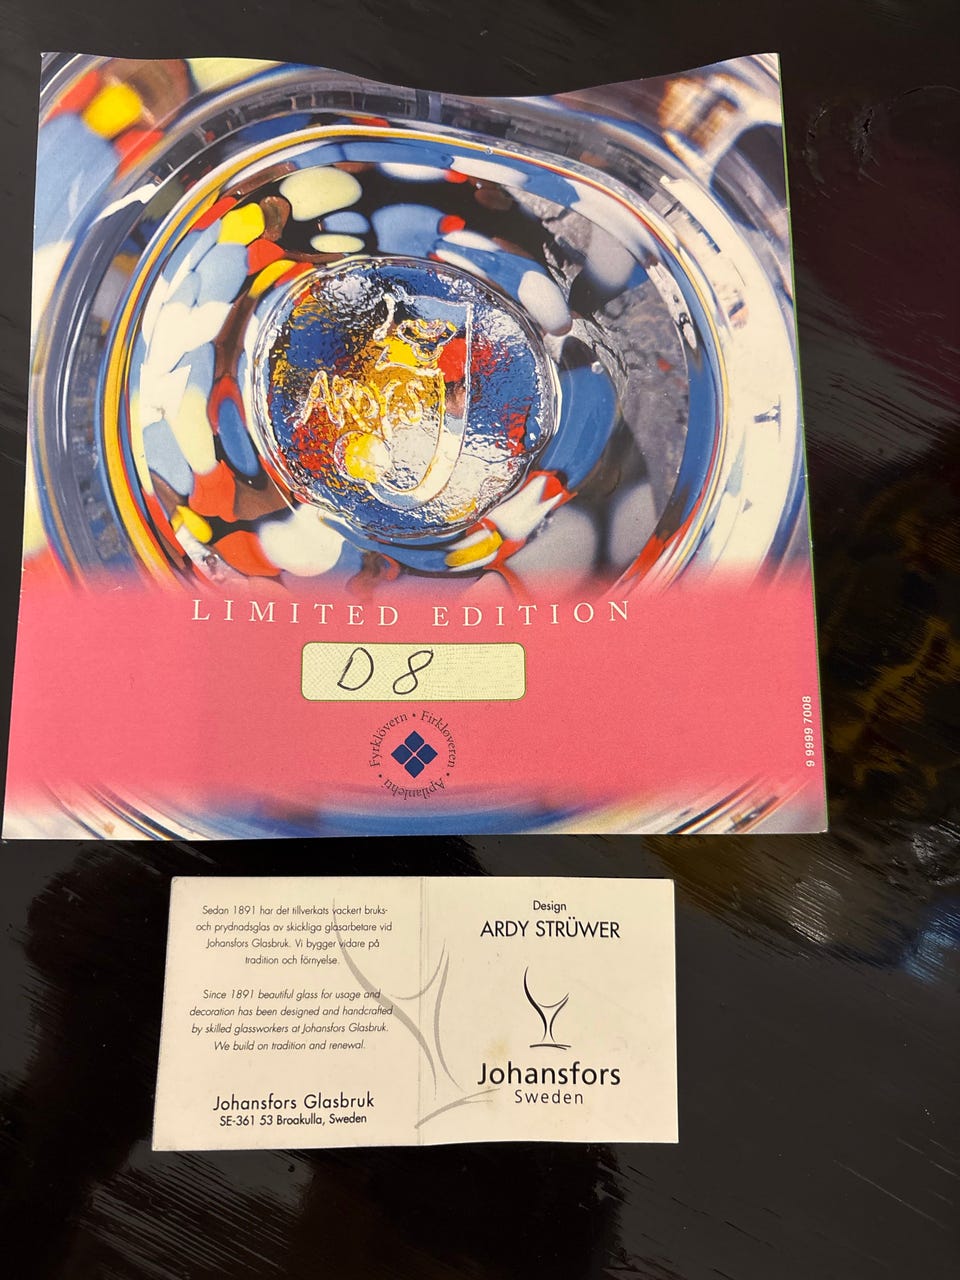 ARDYS
LIMITED EDITION
D 8
Fyrklövern • Firkløveren • Apilanlehti •
9 9999 7008
Sedan 1891 har det tillverkats vackert bruks-
och prydnadsglas av skickliga glasarbetare vid
Johansfors Glasbruk. Vi bygger vidare på
tradition och förnyelse.
Since 1891 beautiful glass for usage and
decoration has been designed and handcrafted
by skilled glassworkers at Johansfors Glasbruk.
We build on tradition and renewal.
Johansfors Glasbruk
SE-361 53 Broakulla, Sweden
Design
ARDY STRÜWER
Johansfors
Sweden